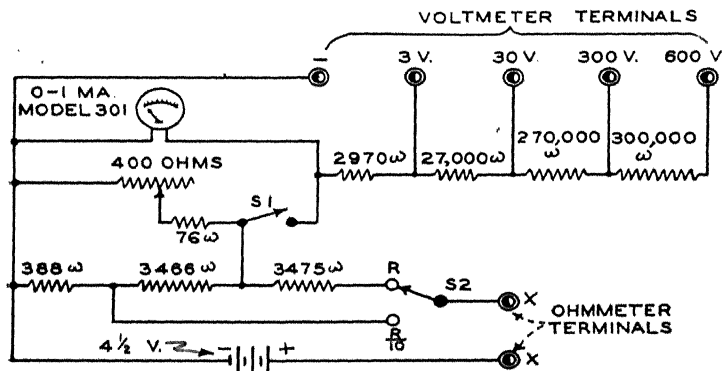 VOLTMETER TERMINALS
- 3 V. 30 V. 300 V. 600 V
0-1 MA.
MODEL 301
400 OHMS
2970ω 27,000ω 270,000 ω 300,000 ω
S1
76ω
388 ω 3466 ω 3475 ω R S2 X
OHMMETER
TERMINALS
R/10
4½ V. - + X